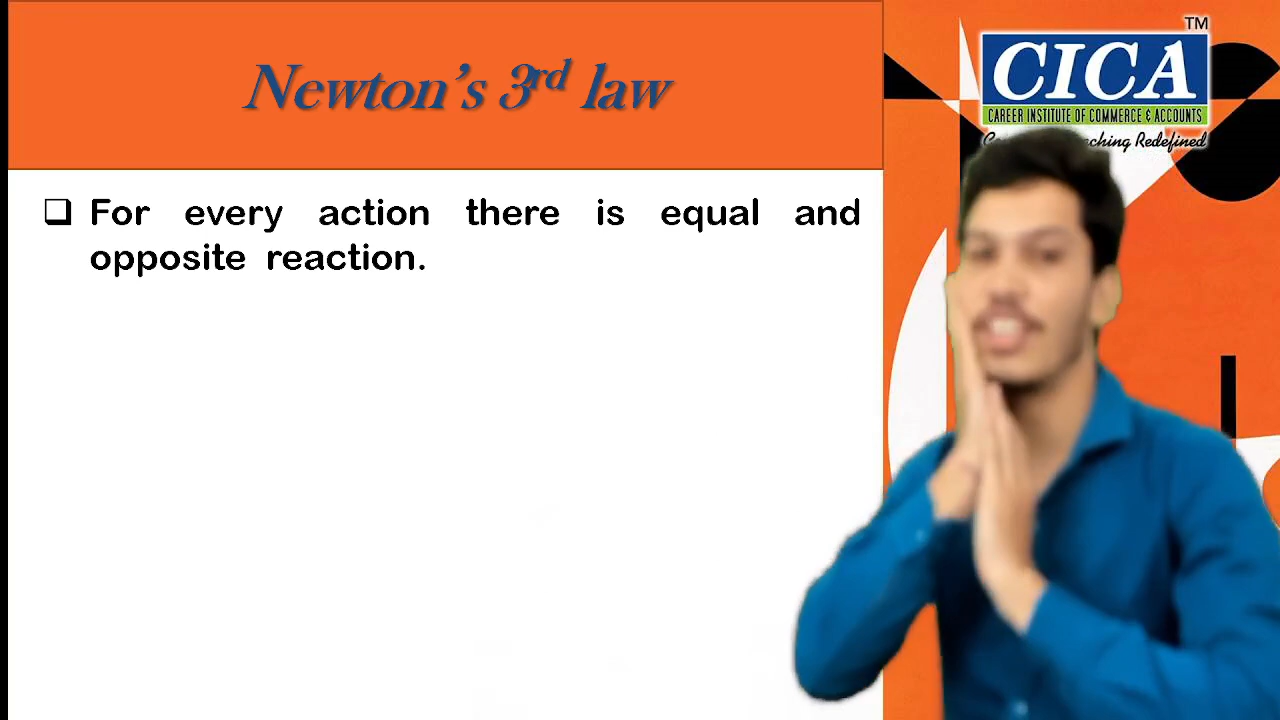 Newton's 3rd law
TM
CICA
CAREER INSTITUTE OF COMMERCE & ACCOUNTS
Redefined
❑ For every action there is equal and
opposite reaction.